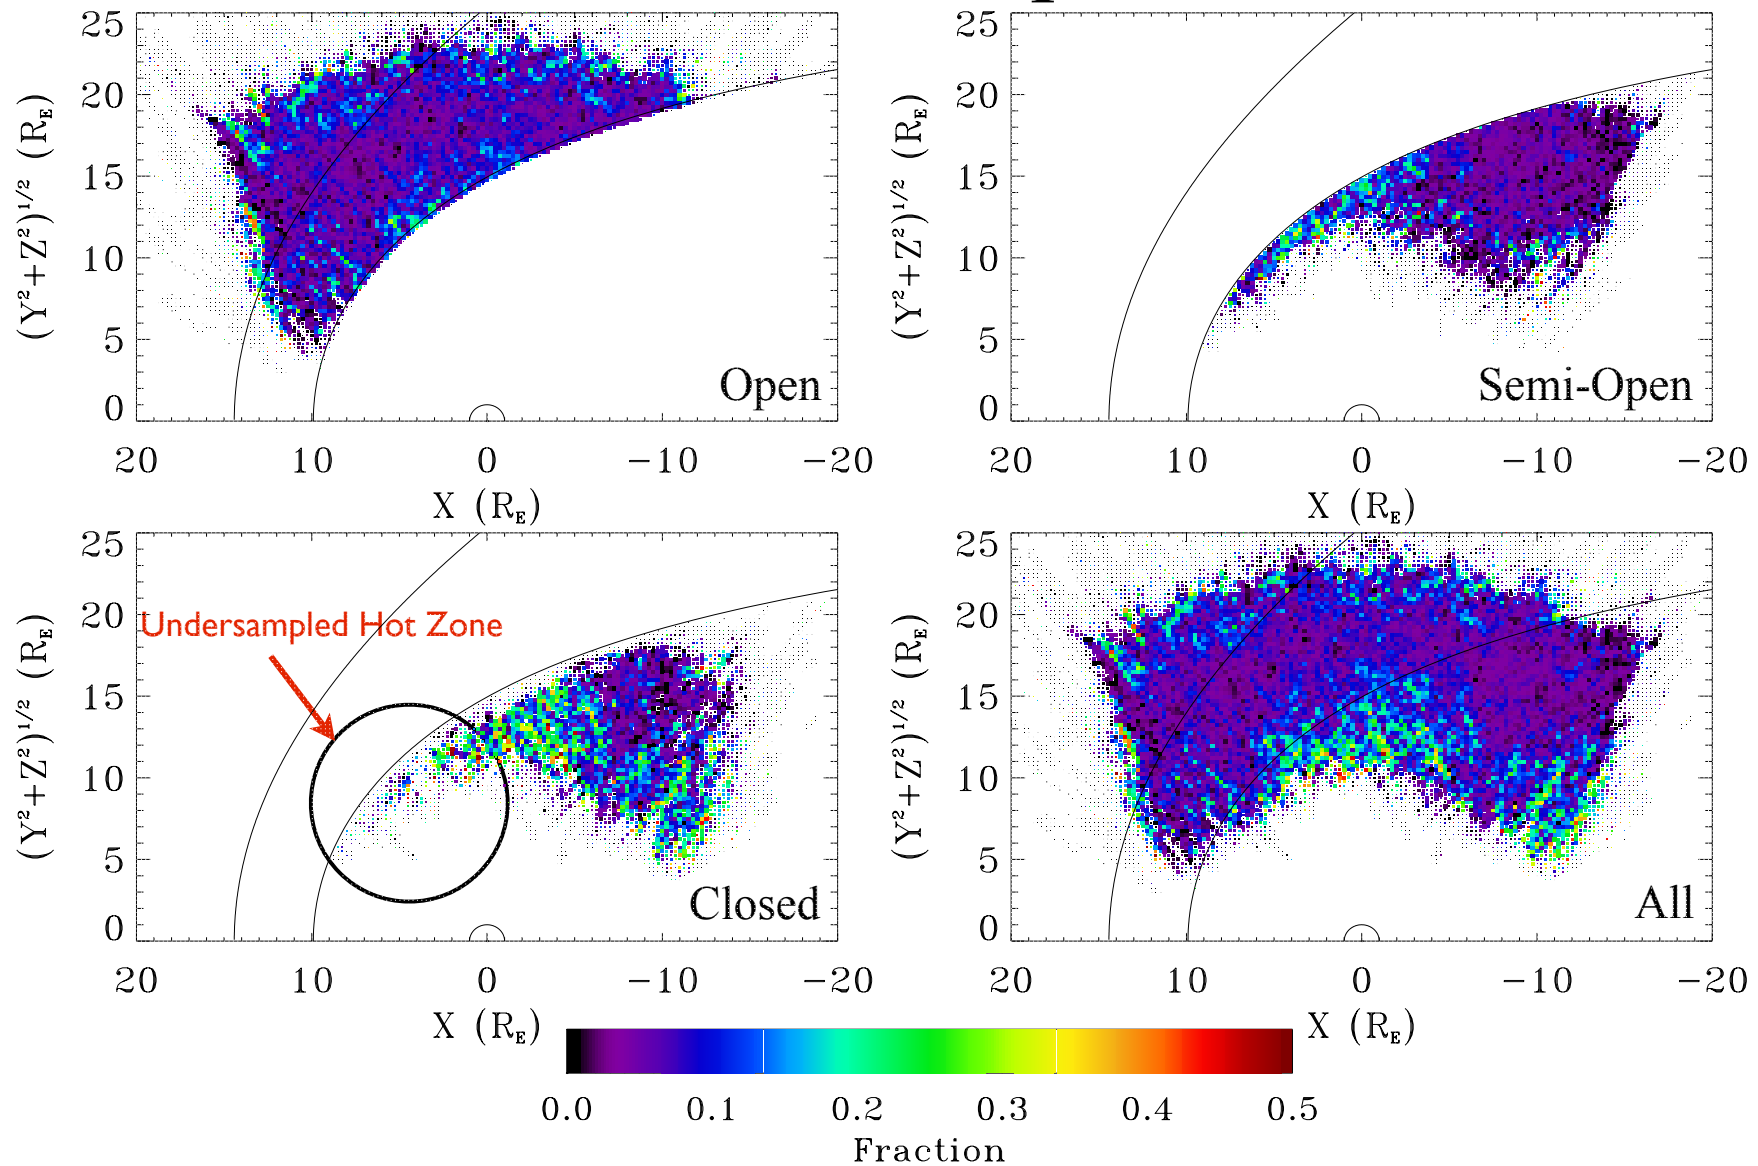 25
20
15
10
5
0
(Y²+Z²)¹/² (R_E)
Open
20 10 0 −10 −20
X (R_E)
25
20
15
10
5
0
(Y²+Z²)¹/² (R_E)
Semi-Open
20 10 0 −10 −20
X (R_E)
25
20
15
10
5
0
(Y²+Z²)¹/² (R_E)
Undersampled Hot Zone
Closed
20 10 0 −10 −20
X (R_E)
25
20
15
10
5
0
(Y²+Z²)¹/² (R_E)
All
20 10 0 −10 −20
X (R_E)
0.0 0.1 0.2 0.3 0.4 0.5
Fraction